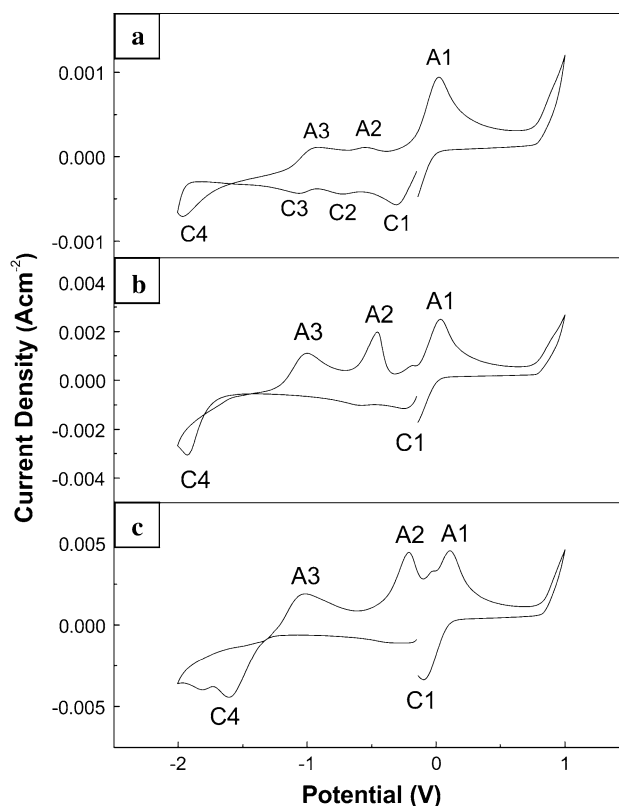 a
A1
0.001
A3 A2
0.000
C3 C2 C1
C4
-0.001
b
0.004
A1
A2
A3
0.002
0.000
C1
-0.002
C4
-0.004
c
A2 A1
0.005
A3
0.000
C4 C1
-0.005
-2 -1 0 1
Potential (V)
Current Density (Acm⁻²)